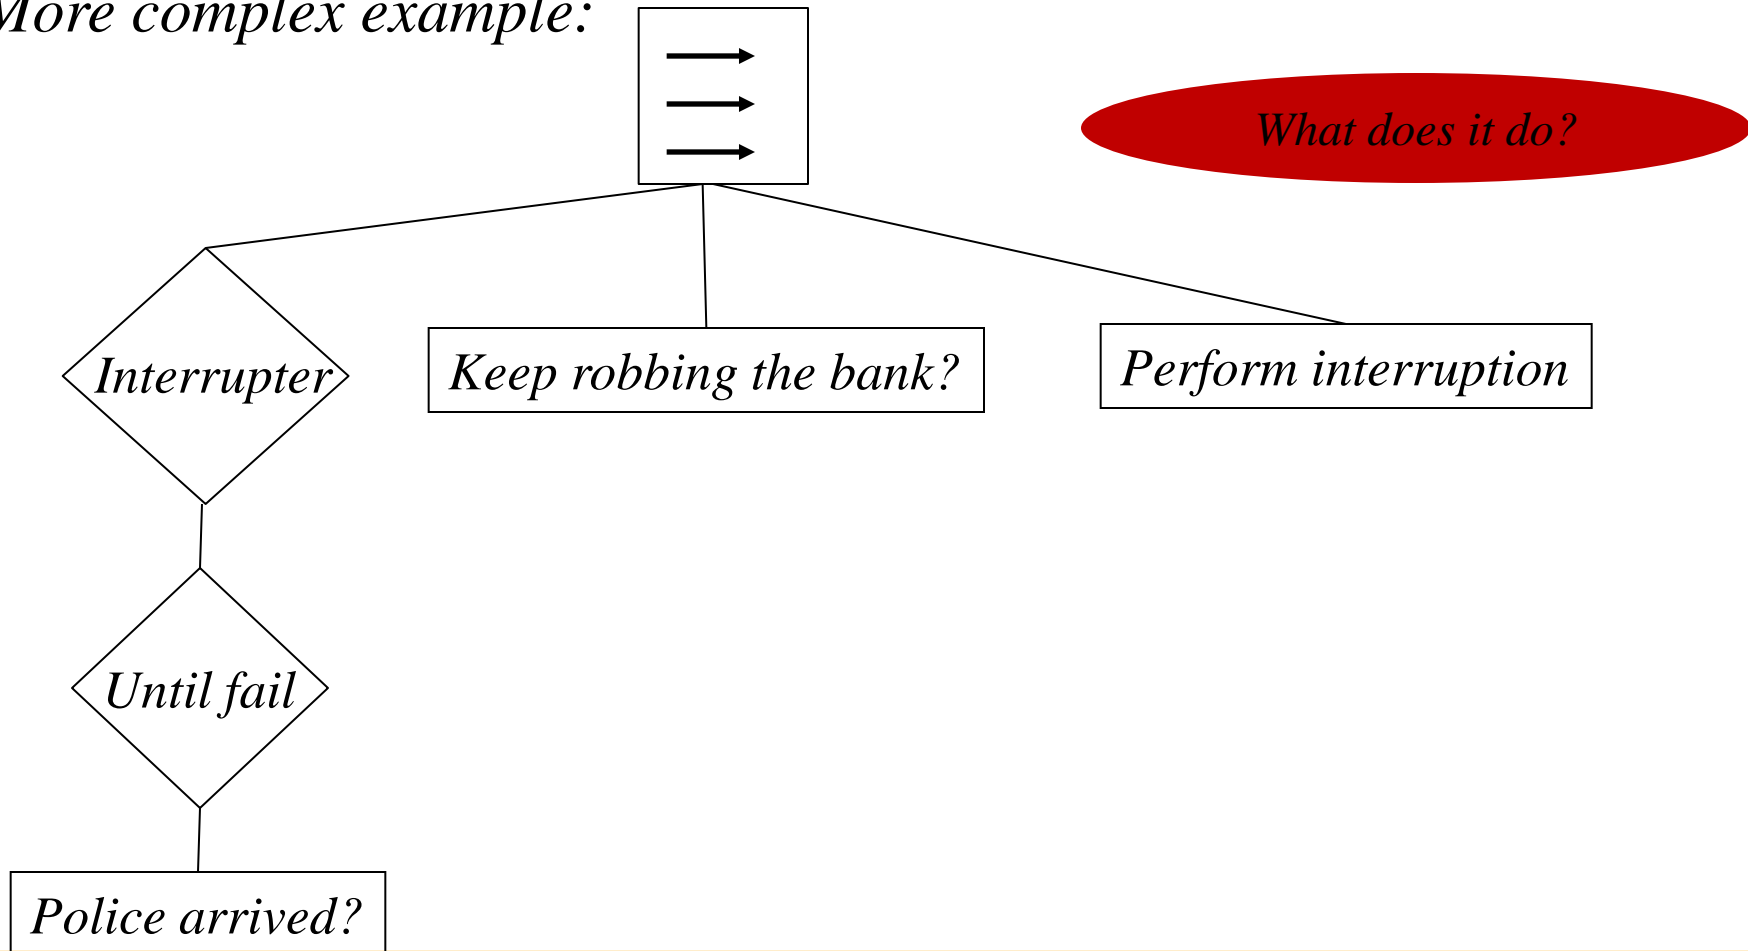 More complex example:
What does it do?
Interrupter
Keep robbing the bank?
Perform interruption
Until fail
Police arrived?